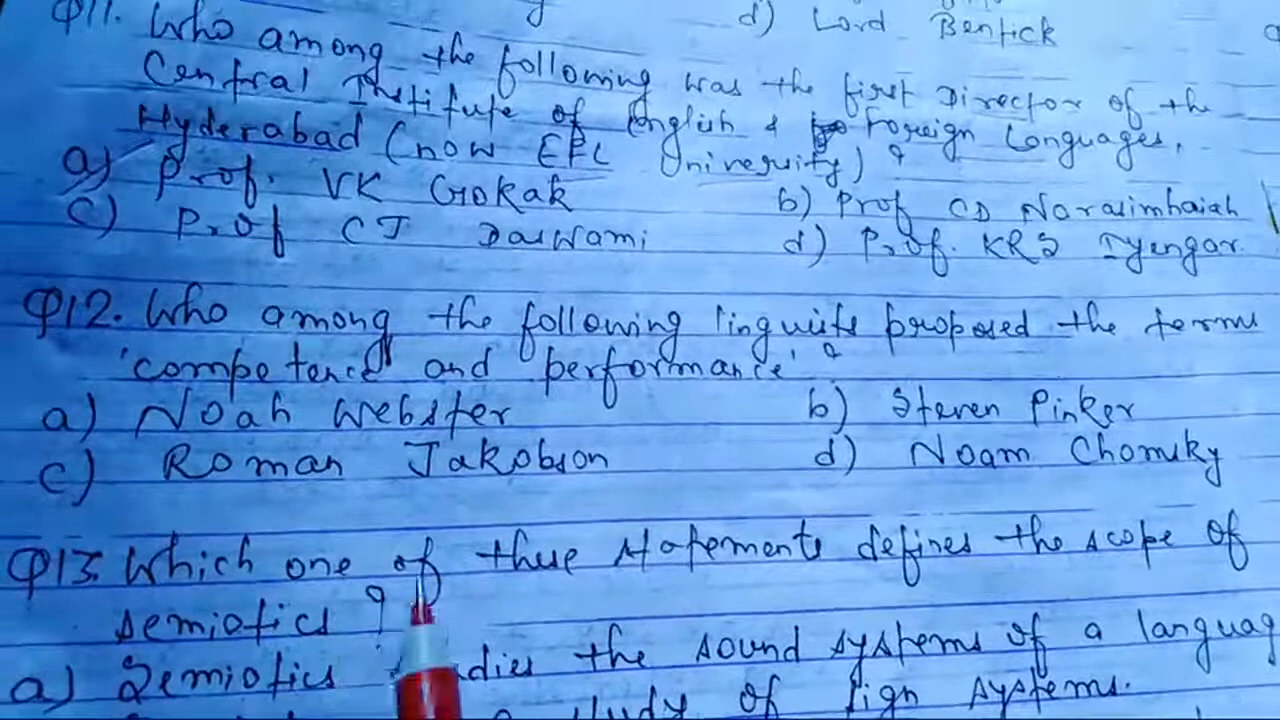 d) Lord Bentick
Q11. Who among the following was the first Director of the
Central Institute of English & Foreign Languages,
Hyderabad (now EFL University)?
a) Prof. VK Gokak b) Prof CD Narasimhaiah
c) Prof CJ Daswami d) Prof. KRS Iyengar.
Q12. Who among the following linguists proposed the terms
'competence and performance'?
a) Noah Webster b) Steven Pinker
c) Roman Jakobson d) Noam Chomsky
Q13. Which one of these statements defines the scope of
semiotics?
a) Semiotics the sound systems of a languag
study of sign systems.